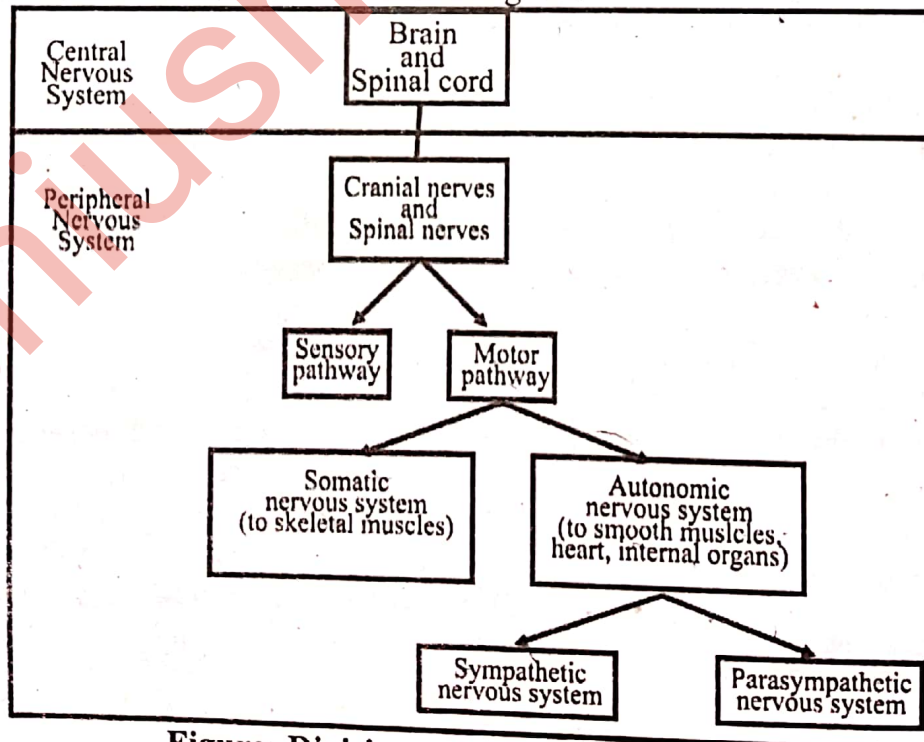 Central
Nervous
System
Brain
and
Spinal cord
Peripheral
Nervous
System
Cranial nerves
and
Spinal nerves
Sensory
pathway
Motor
pathway
Somatic
nervous system
(to skeletal muscles)
Autonomic
nervous system
(to smooth muslcles,
heart, internal organs)
Sympathetic
nervous system
Parasympathetic
nervous system